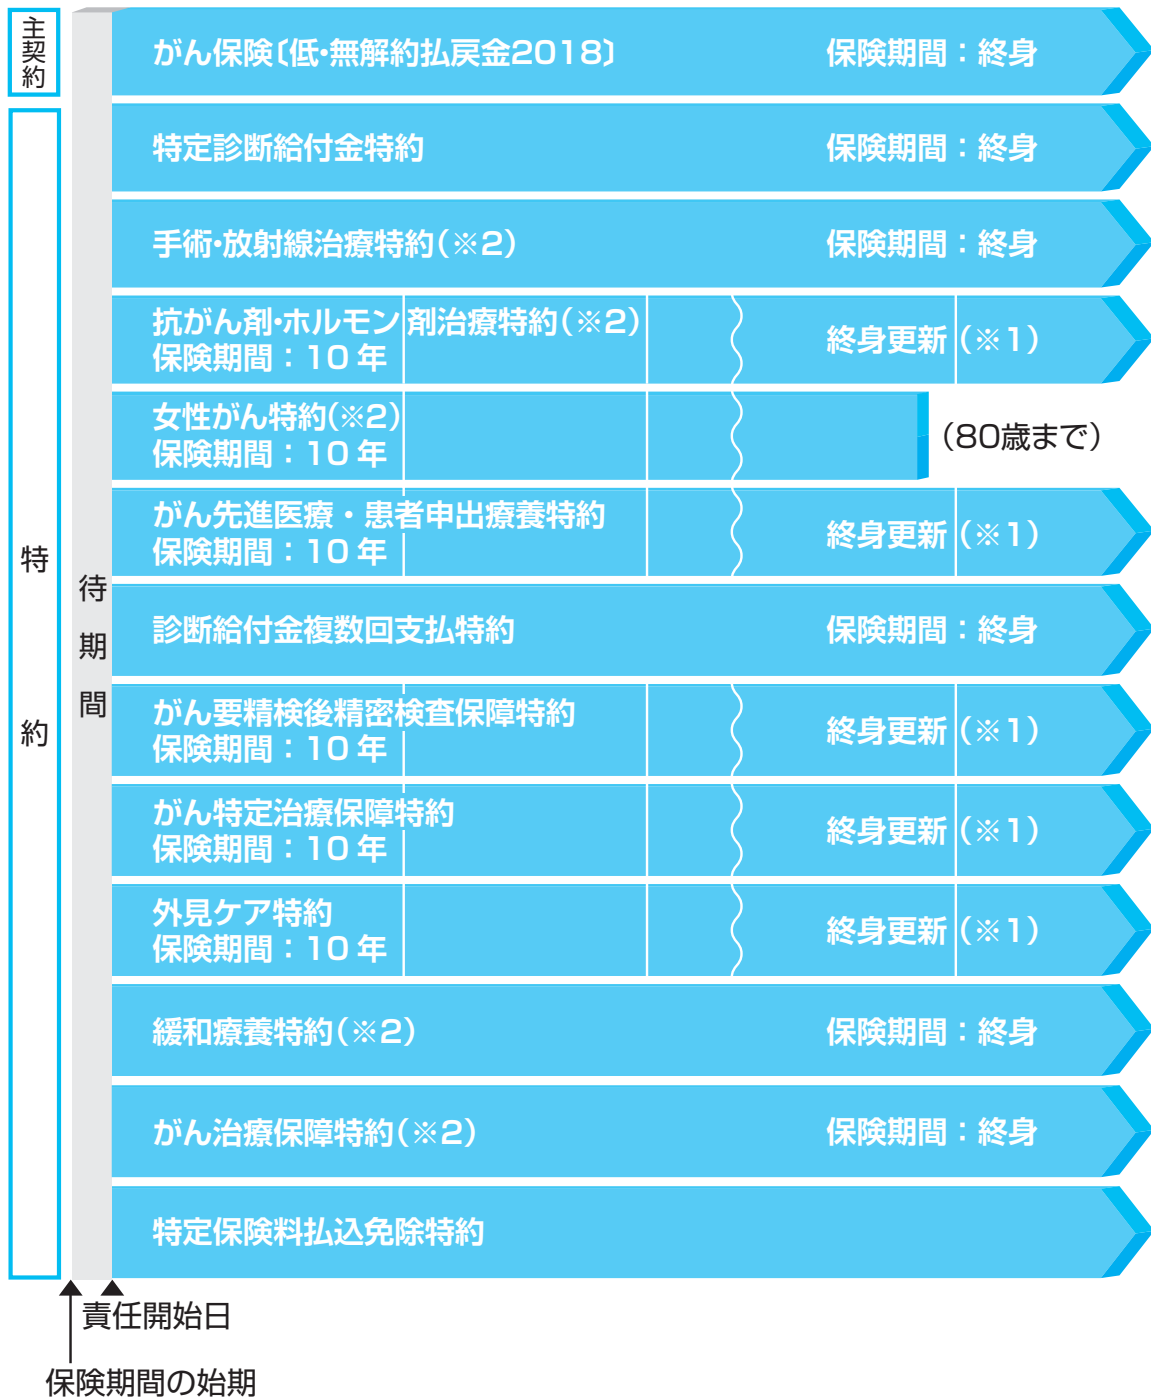 主契約
がん保険〔低・無解約払戻金2018〕 保険期間：終身
特約
待期間
特定診断給付金特約 保険期間：終身
手術・放射線治療特約（※2） 保険期間：終身
抗がん剤・ホルモン剤治療特約（※2）
保険期間：10年
終身更新（※1）
女性がん特約（※2）
保険期間：10年
（80歳まで）
がん先進医療・患者申出療養特約
保険期間：10年
終身更新（※1）
診断給付金複数回支払特約 保険期間：終身
がん要精検後精密検査保障特約
保険期間：10年
終身更新（※1）
がん特定治療保障特約
保険期間：10年
終身更新（※1）
外見ケア特約
保険期間：10年
終身更新（※1）
緩和療養特約（※2） 保険期間：終身
がん治療保障特約（※2） 保険期間：終身
特定保険料払込免除特約
責任開始日
保険期間の始期